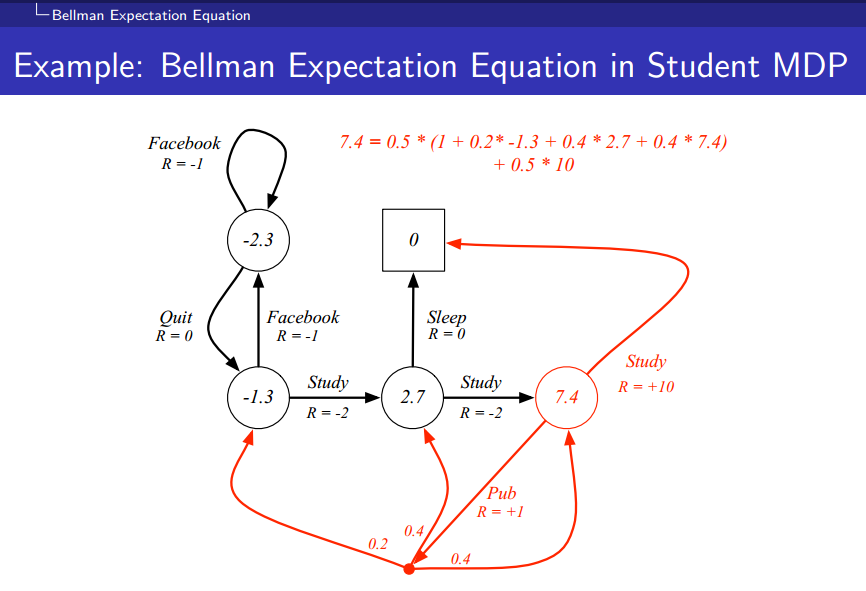 Bellman Expectation Equation
Example: Bellman Expectation Equation in Student MDP
Facebook
R = -1
7.4 = 0.5 * (1 + 0.2* -1.3 + 0.4 * 2.7 + 0.4 * 7.4)
+ 0.5 * 10
-2.3
0
Quit
R = 0
Facebook
R = -1
Sleep
R = 0
Study
R = +10
-1.3
Study
R = -2
2.7
Study
R = -2
7.4
Pub
R = +1
0.2
0.4
0.4